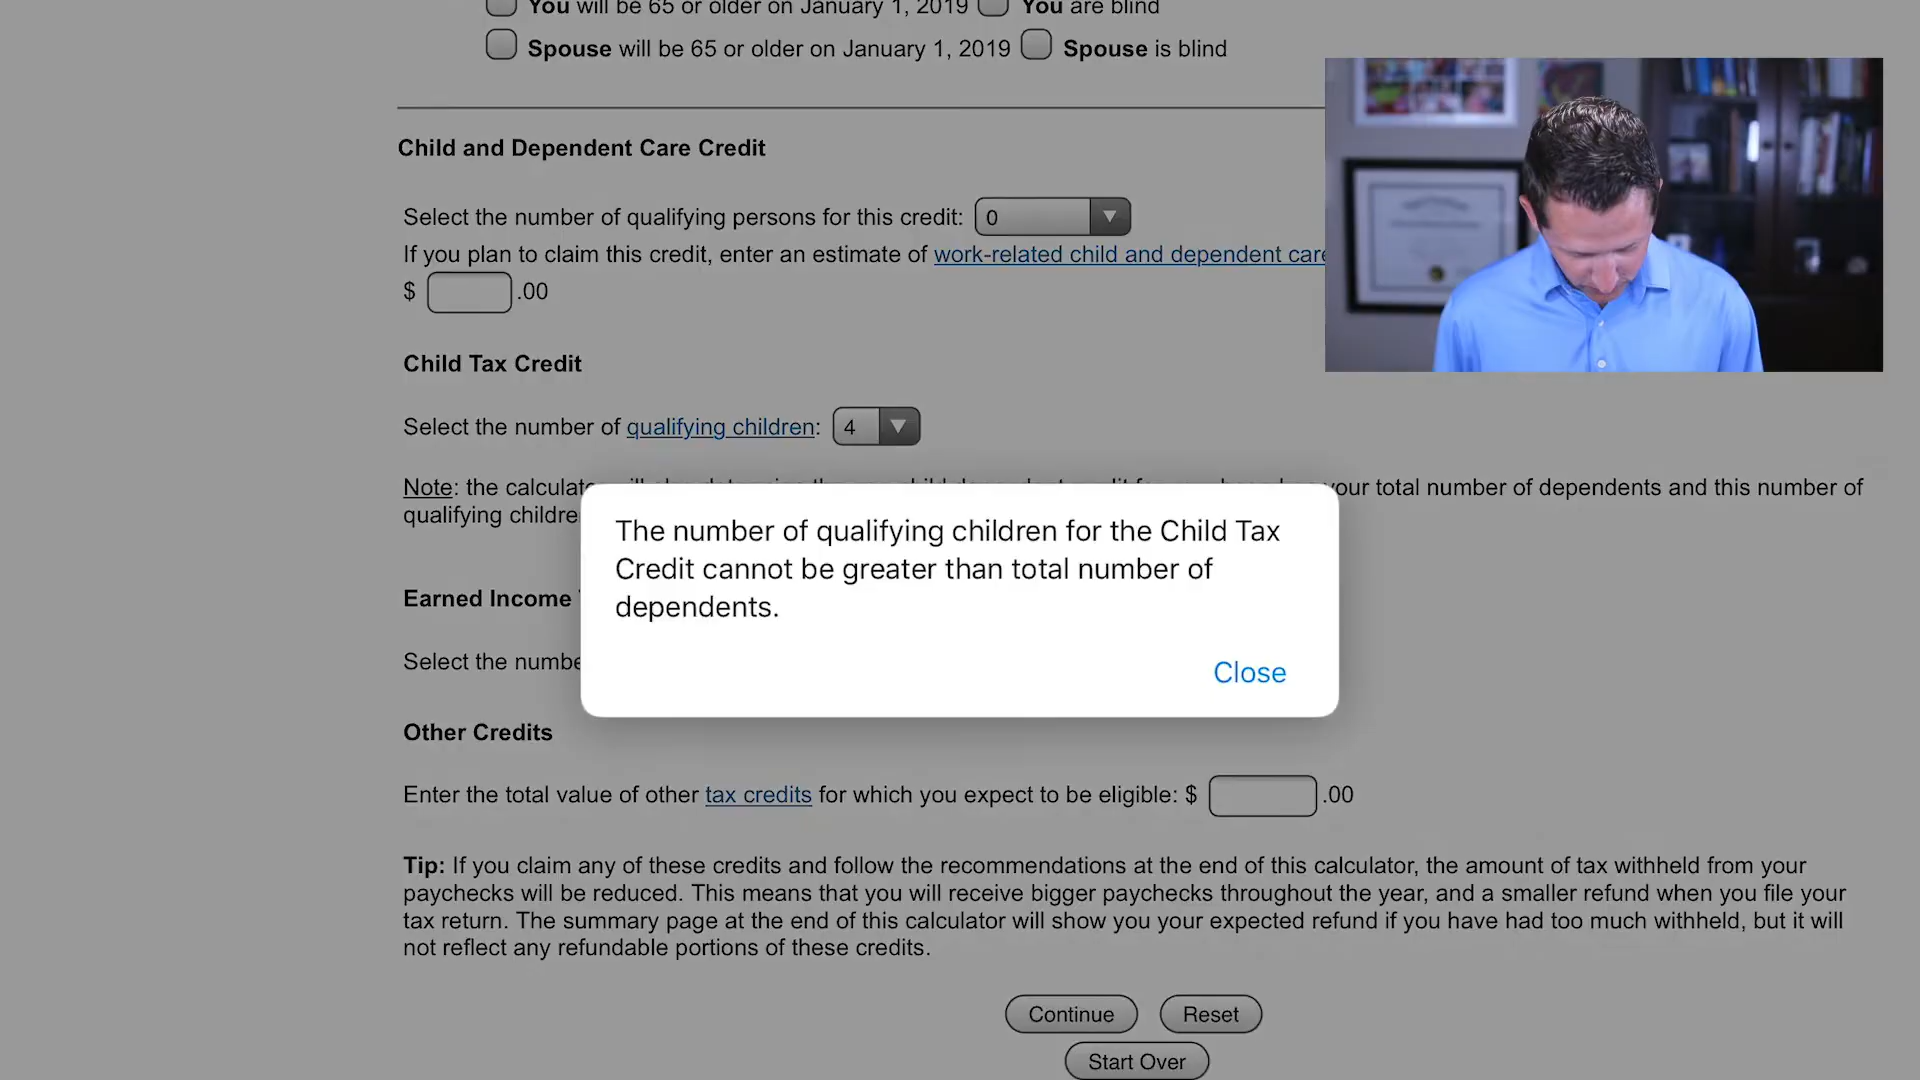 You will be 65 or older on January 1, 2019 You are blind
Spouse will be 65 or older on January 1, 2019 Spouse is blind
Child and Dependent Care Credit
Select the number of qualifying persons for this credit: 0
If you plan to claim this credit, enter an estimate of work-related child and dependent care
$ .00
Child Tax Credit
Select the number of qualifying children: 4
Note: the your total number of dependents and this number of
qualifying
The number of qualifying children for the Child Tax
Credit cannot be greater than total number of
dependents.
Close
Earned Income
Select the
Other Credits
Enter the total value of other tax credits for which you expect to be eligible: $ .00
Tip: If you claim any of these credits and follow the recommendations at the end of this calculator, the amount of tax withheld from your
paychecks will be reduced. This means that you will receive bigger paychecks throughout the year, and a smaller refund when you file your
tax return. The summary page at the end of this calculator will show you your expected refund if you have had too much withheld, but it will
not reflect any refundable portions of these credits.
Continue Reset
Start Over